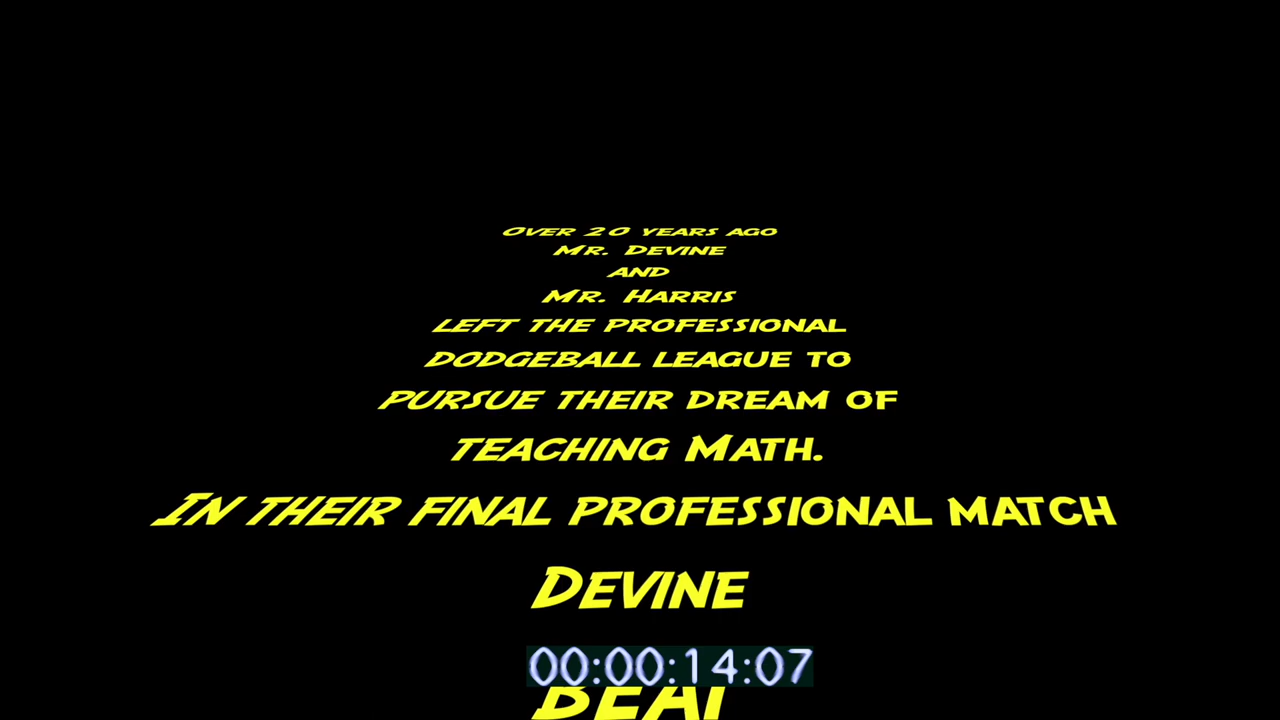 Over 20 years ago
Mr. Devine
and
Mr. Harris
left the professional
dodgeball league to
pursue their dream of
teaching Math.
In their final professional match
Devine
00:00:14:07
beat